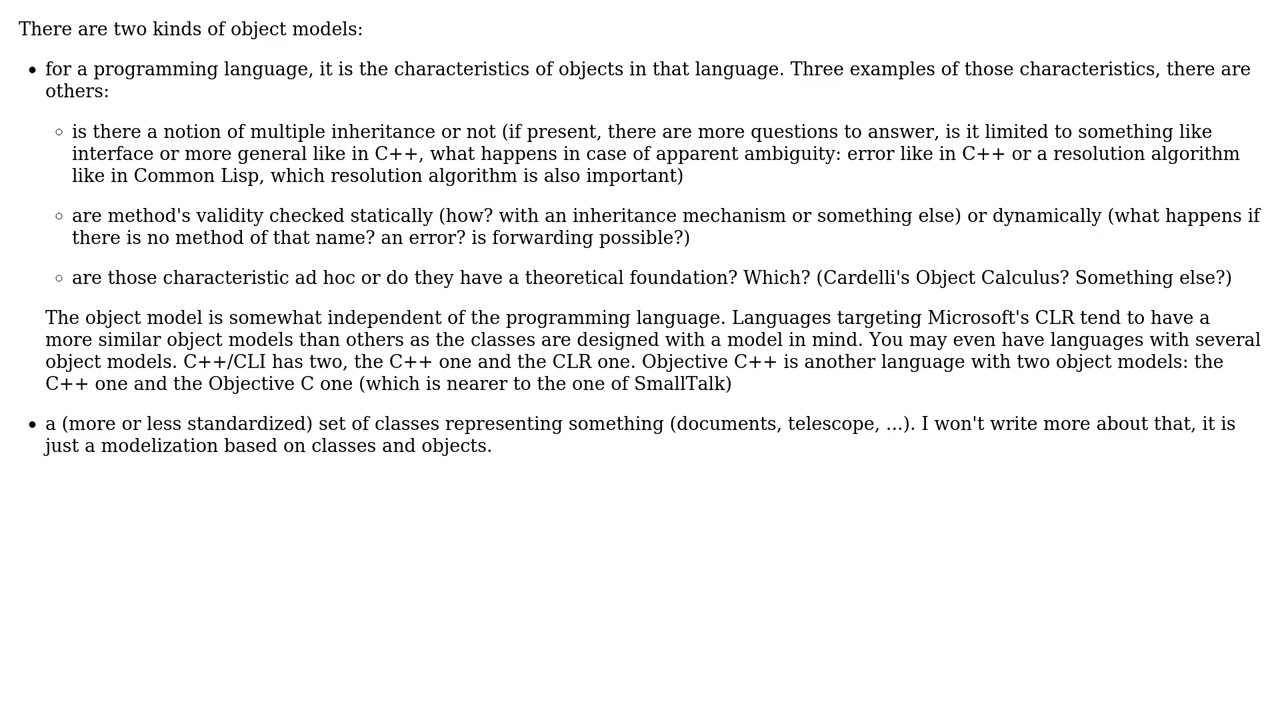 There are two kinds of object models:
for a programming language, it is the characteristics of objects in that language. Three examples of those characteristics, there are
others:
is there a notion of multiple inheritance or not (if present, there are more questions to answer, is it limited to something like
interface or more general like in C++, what happens in case of apparent ambiguity: error like in C++ or a resolution algorithm
like in Common Lisp, which resolution algorithm is also important)
are method's validity checked statically (how? with an inheritance mechanism or something else) or dynamically (what happens if
there is no method of that name? an error? is forwarding possible?)
are those characteristic ad hoc or do they have a theoretical foundation? Which? (Cardelli's Object Calculus? Something else?)
The object model is somewhat independent of the programming language. Languages targeting Microsoft's CLR tend to have a
more similar object models than others as the classes are designed with a model in mind. You may even have languages with several
object models. C++/CLI has two, the C++ one and the CLR one. Objective C++ is another language with two object models: the
C++ one and the Objective C one (which is nearer to the one of SmallTalk)
a (more or less standardized) set of classes representing something (documents, telescope, ...). I won't write more about that, it is
just a modelization based on classes and objects.